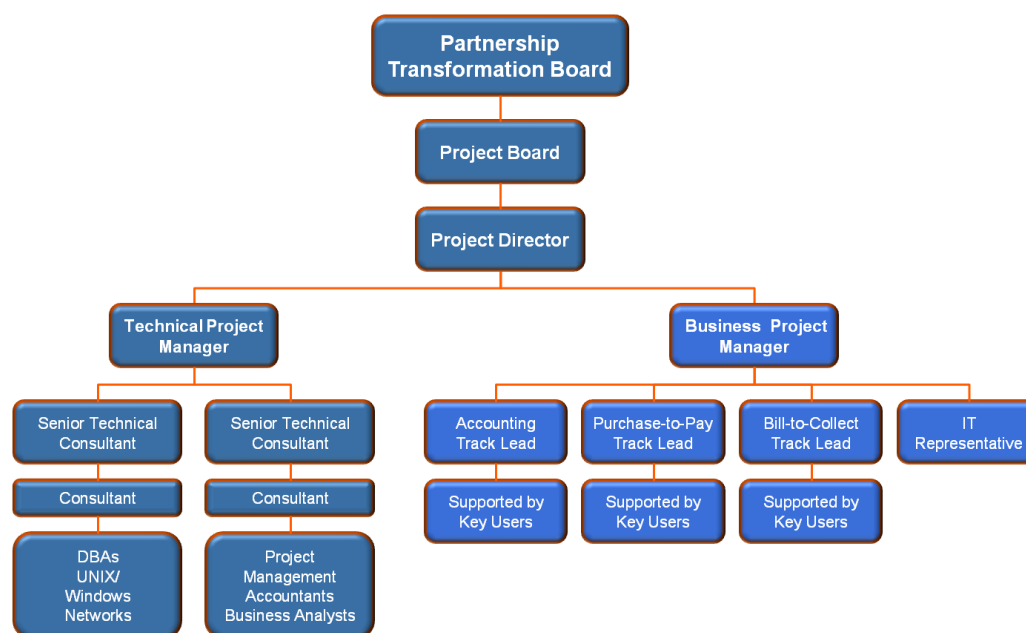 Partnership
Transformation Board
Project Board
Project Director
Technical Project
Manager
Business Project
Manager
Senior Technical
Consultant
Senior Technical
Consultant
Accounting
Track Lead
Purchase-to-Pay
Track Lead
Bill-to-Collect
Track Lead
IT
Representative
Consultant
Consultant
Supported by
Key Users
Supported by
Key Users
Supported by
Key Users
DBAs
UNIX/
Windows
Networks
Project
Management
Accountants
Business Analysts